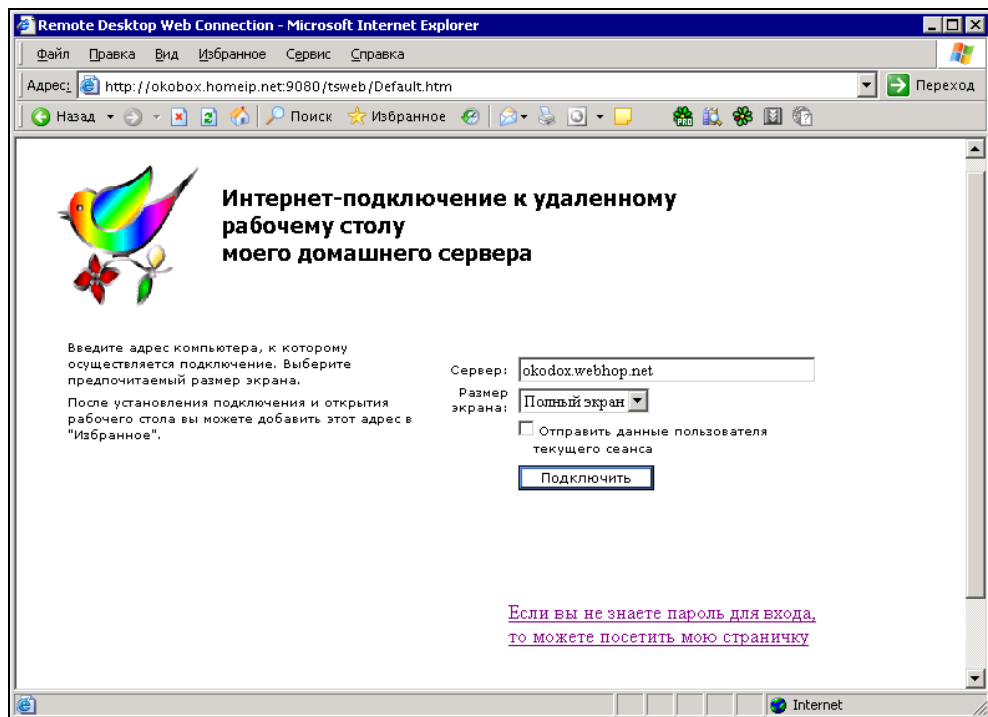 Remote Desktop Web Connection - Microsoft Internet Explorer
Файл Правка Вид Избранное Сервис Справка
Адрес: http://okobox.homeip.net:9080/tsweb/Default.htm Переход
Назад Поиск Избранное
PRO
Интернет-подключение к удаленному
рабочему столу
моего домашнего сервера
Введите адрес компьютера, к которому
осуществляется подключение. Выберите
предпочитаемый размер экрана.
После установления подключения и открытия
рабочего стола вы можете добавить этот адрес в
"Избранное".
Сервер: okodox.webhop.net
Размер
экрана: Полный экран
Отправить данные пользователя
текущего сеанса
Подключить
Если вы не знаете пароль для входа,
то можете посетить мою страничку
Internet